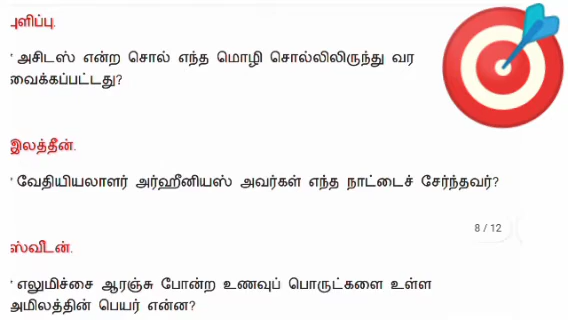 புளிப்பு.
' அசிடஸ் என்ற சொல் எந்த மொழி சொல்லிலிருந்து வர
வைக்கப்பட்டது?
இலத்தீன்.
' வேதியியலாளர் அர்ஹீனியஸ் அவர்கள் எந்த நாட்டைச் சேர்ந்தவர்?
8 / 12
ஸ்வீடன்.
' எலுமிச்சை ஆரஞ்சு போன்ற உணவுப் பொருட்களை உள்ள
அமிலத்தின் பெயர் என்ன?